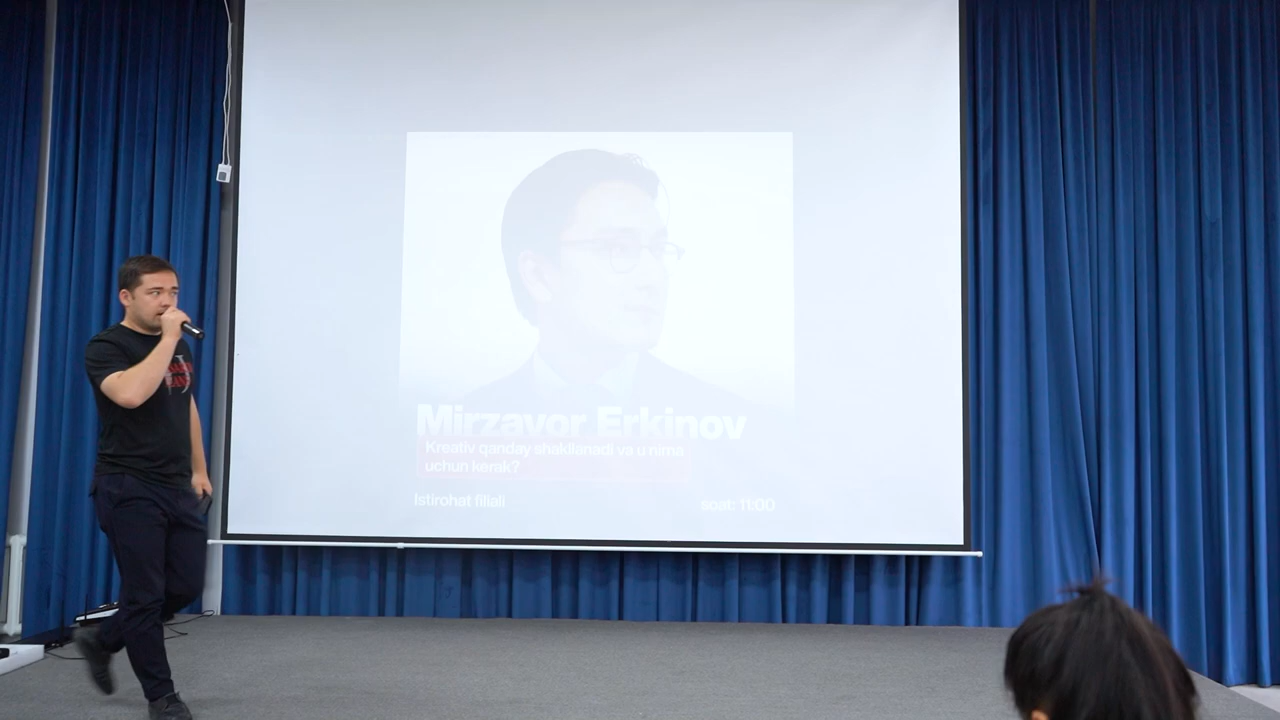 Mirzavor Erkinov
Kreativ qanday shakllanadi va u nima
uchun kerak?
Istirohat filiali
soat: 11:00